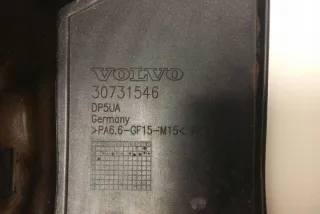 VOLVO
30731546
DP5UA
Germany
>PA6.6-GF15-M15<